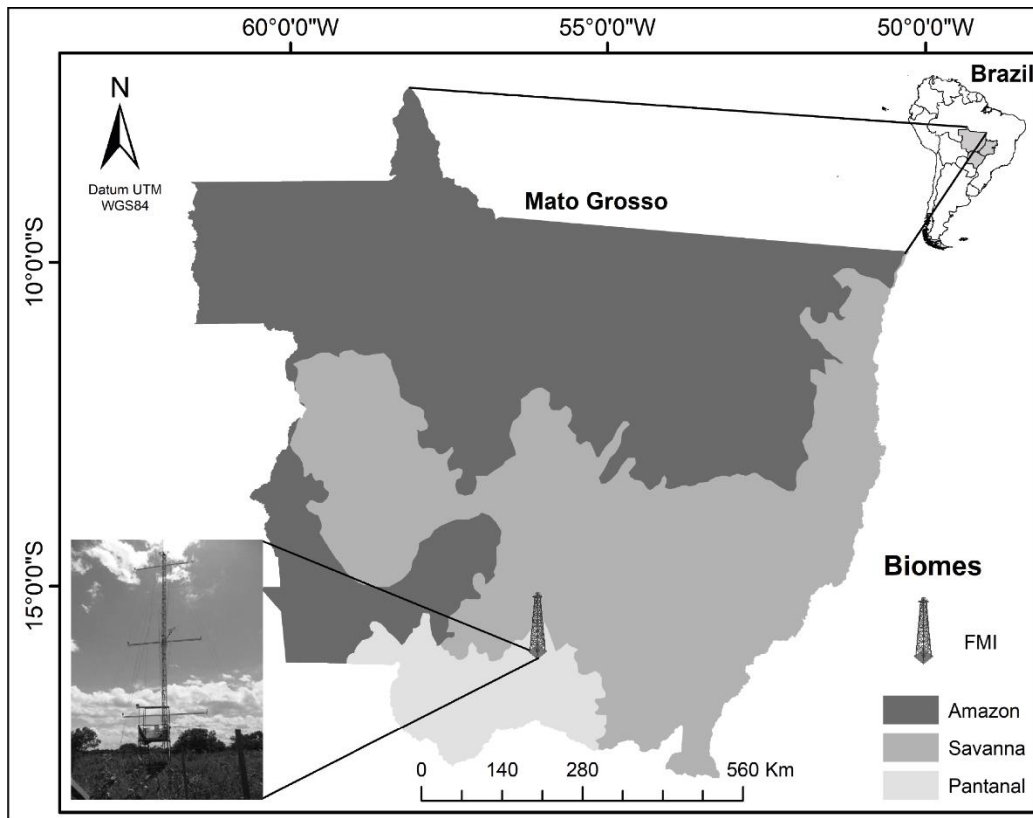 60°0'0"W 55°0'0"W 50°0'0"W
Brazil
N
Datum UTM
WGS84
Mato Grosso
10°0'0"S
15°0'0"S
Biomes
FMI
Amazon
Savanna
Pantanal
0 140 280 560 Km